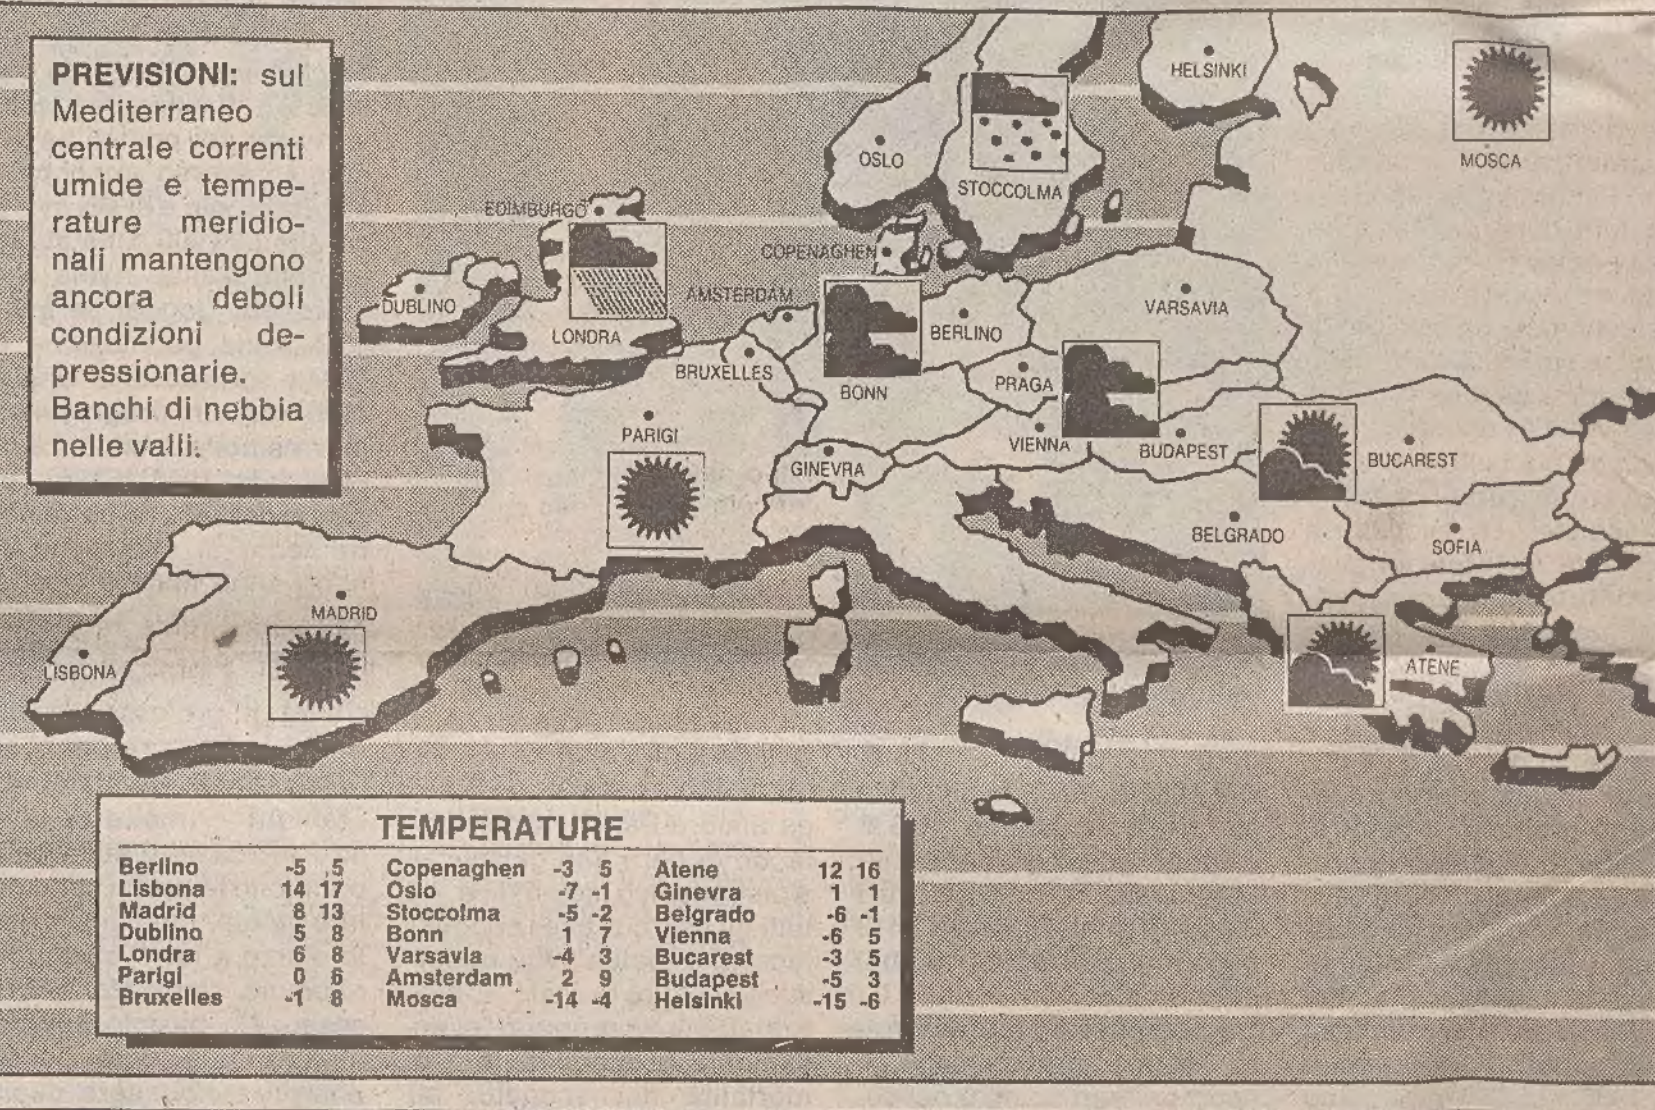 PREVISIONI: sul
Mediterraneo
centrale correnti
umide e tempe-
rature meridio-
nali mantengono
ancora deboli
condizioni de-
pressionarie.
Banchi di nebbia
nelle valli.
HELSINKI
MOSCA
OSLO
STOCCOLMA
EDIMBURGO
COPENAGHEN
DUBLINO
AMSTERDAM
VARSAVIA
LONDRA
BERLINO
BRUXELLES
BONN
PRAGA
PARIGI
VIENNA
BUDAPEST
GINEVRA
BUCAREST
BELGRADO
SOFIA
MADRID
LISBONA
ATENE
TEMPERATURE
Berlino -5 5
Lisbona 14 17
Madrid 8 13
Dublino 5 8
Londra 6 8
Parigi 0 6
Bruxelles -1 8
Copenaghen -3 5
Oslo -7 -1
Stoccolma -5 -2
Bonn 1 7
Varsavia -4 3
Amsterdam 2 9
Mosca -14 -4
Atene 12 16
Ginevra 1 1
Belgrado -6 -1
Vienna -6 5
Bucarest -3 5
Budapest -5 3
Helsinki -15 -6